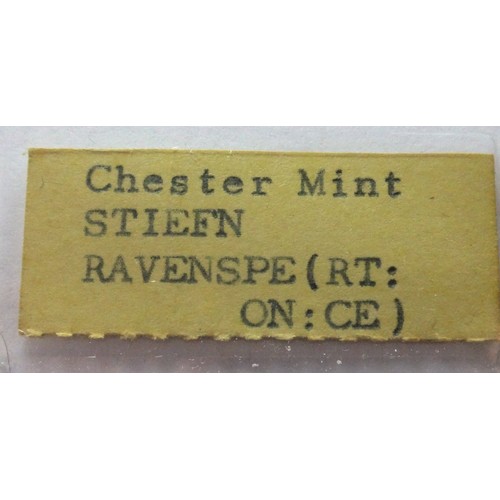 Chester Mint
STIEFN
RAVENSPE(RT:
ON:CE)